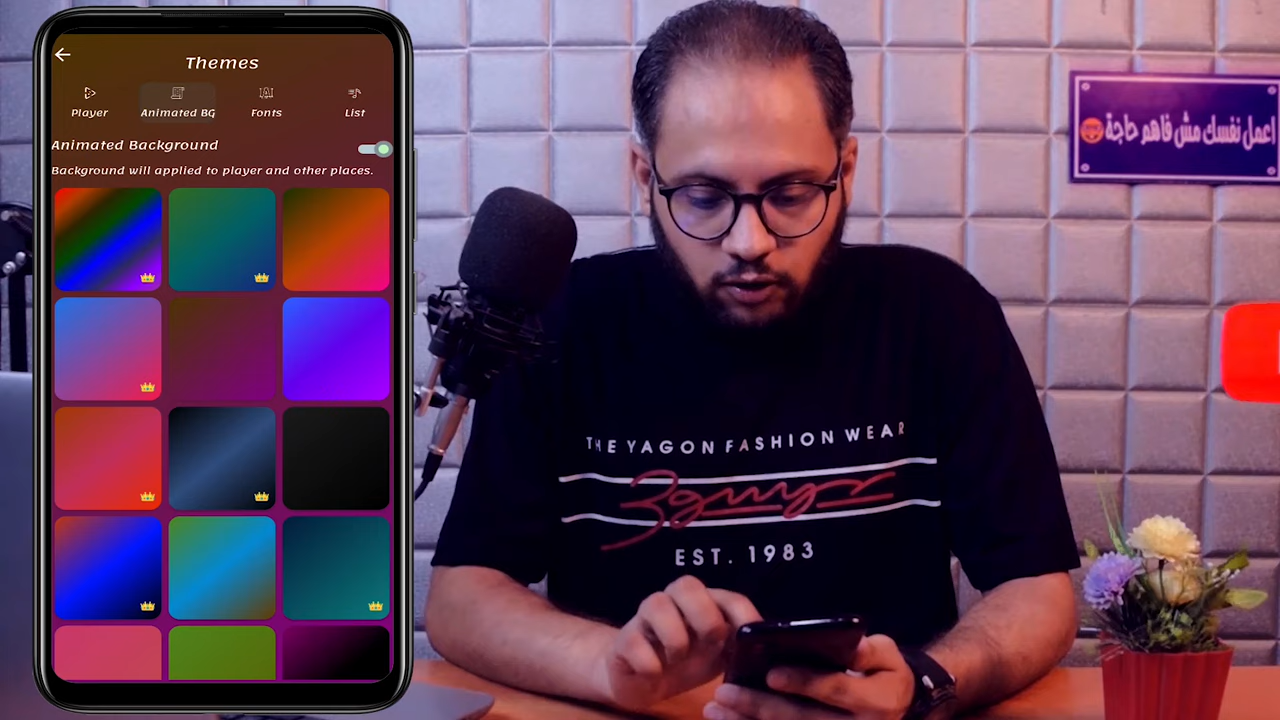 Themes
Player
Animated BG
Fonts
List
Animated Background
Background will applied to player and other places.
اعمل نفسك مش فاهم حاجة
THE YAGON FASHION WEAR
EST. 1983